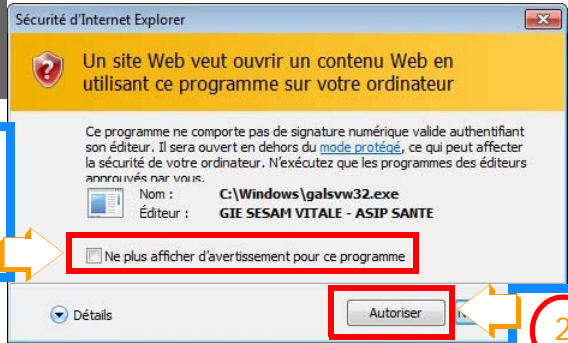 Sécurité d'Internet Explorer
Un site Web veut ouvrir un contenu Web en
utilisant ce programme sur votre ordinateur
Ce programme ne comporte pas de signature numérique valide authentifiant
son éditeur. Il sera ouvert en dehors du mode protégé, ce qui peut affecter
la sécurité de votre ordinateur. N'exécutez que les programmes des éditeurs
approuvés par vous.
Nom : C:\Windows\galsvw32.exe
Éditeur : GIE SESAM VITALE - ASIP SANTE
Ne plus afficher d'avertissement pour ce programme
Détails Autoriser
2